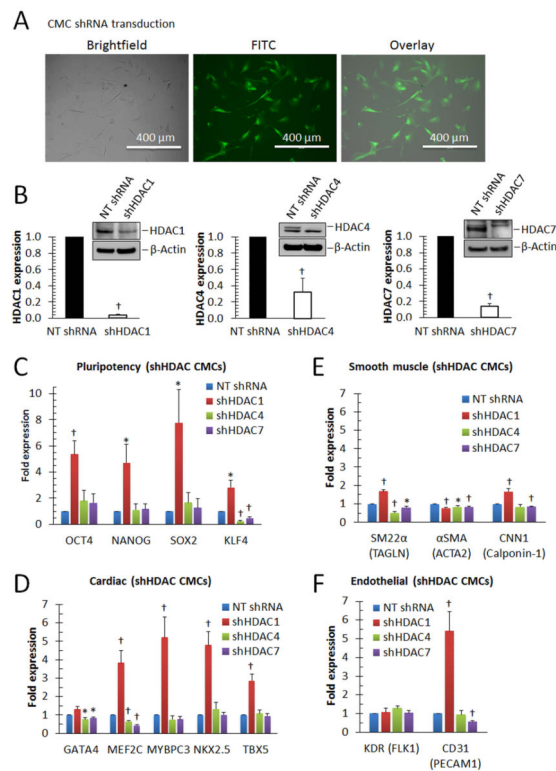 A
CMC shRNA transduction
Brightfield
FITC
Overlay
400 µm
400 µm
400 µm
B
NT shRNA
shHDAC1
HDAC1
β-Actin
HDAC1 expression
1.0
0.8
0.6
0.4
0.2
0.0
†
NT shRNA shHDAC1
NT shRNA
shHDAC4
HDAC4
β-Actin
HDAC4 expression
1.0
0.8
0.6
0.4
0.2
0.0
†
NT shRNA shHDAC4
NT shRNA
shHDAC7
HDAC7
β-Actin
HDAC7 expression
1.0
0.8
0.6
0.4
0.2
0.0
†
NT shRNA shHDAC7
C
Pluripotency (shHDAC CMCs)
NT shRNA
shHDAC1
shHDAC4
shHDAC7
Fold expression
10
8
6
4
2
0
† * * * † †
OCT4 NANOG SOX2 KLF4
E
Smooth muscle (shHDAC CMCs)
NT shRNA
shHDAC1
shHDAC4
shHDAC7
Fold expression
6
5
4
3
2
1
0
† † * † * † † †
SM22α αSMA CNN1
(TAGLN) (ACTA2) (Calponin-1)
D
Cardiac (shHDAC CMCs)
NT shRNA
shHDAC1
shHDAC4
shHDAC7
Fold expression
7
6
5
4
3
2
1
0
* * † † † † † †
GATA4 MEF2C MYBPC3 NKX2.5 TBX5
F
Endothelial (shHDAC CMCs)
NT shRNA
shHDAC1
shHDAC4
shHDAC7
Fold expression
7
6
5
4
3
2
1
0
† †
KDR (FLK1) CD31
(PECAM1)